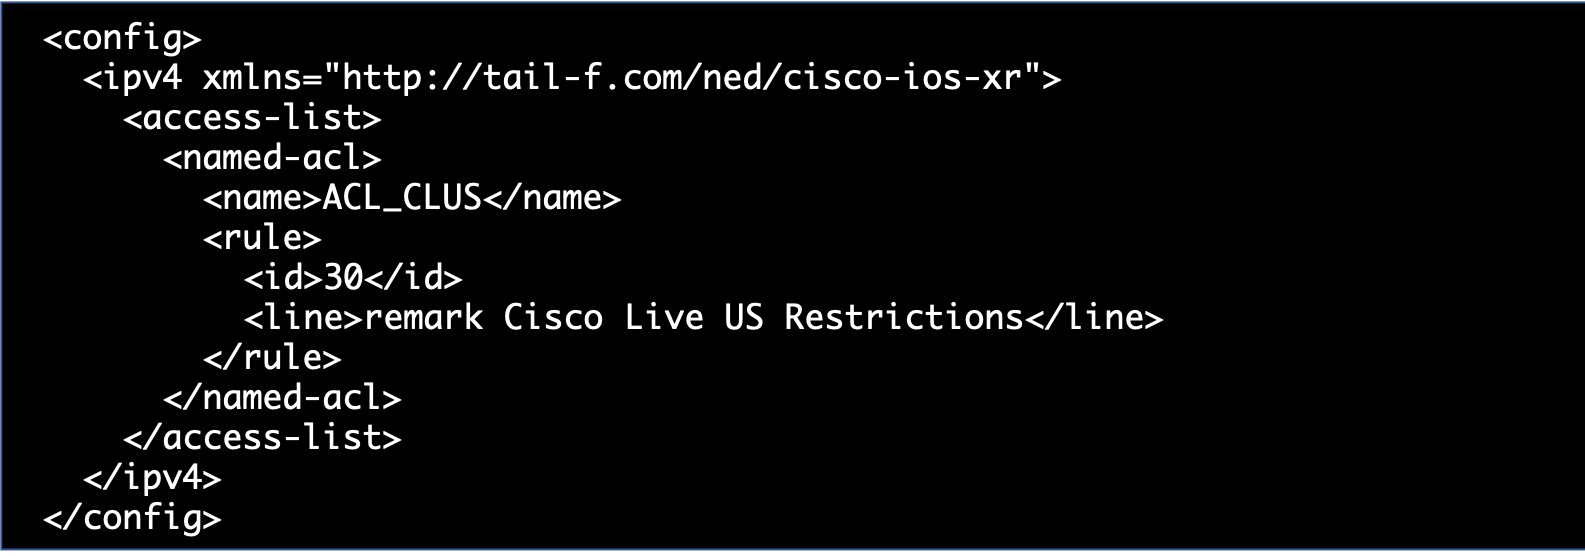 <config>
  <ipv4 xmlns="http://tail-f.com/ned/cisco-ios-xr">
    <access-list>
      <named-acl>
        <name>ACL_CLUS</name>
        <rule>
          <id>30</id>
          <line>remark Cisco Live US Restrictions</line>
        </rule>
      </named-acl>
    </access-list>
  </ipv4>
</config>